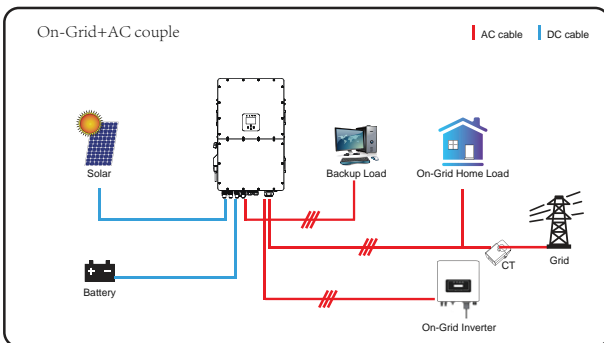 On-Grid+AC couple
AC cable
DC cable
Solar
Backup Load
On-Grid Home Load
CT
Grid
Battery
On-Grid Inverter